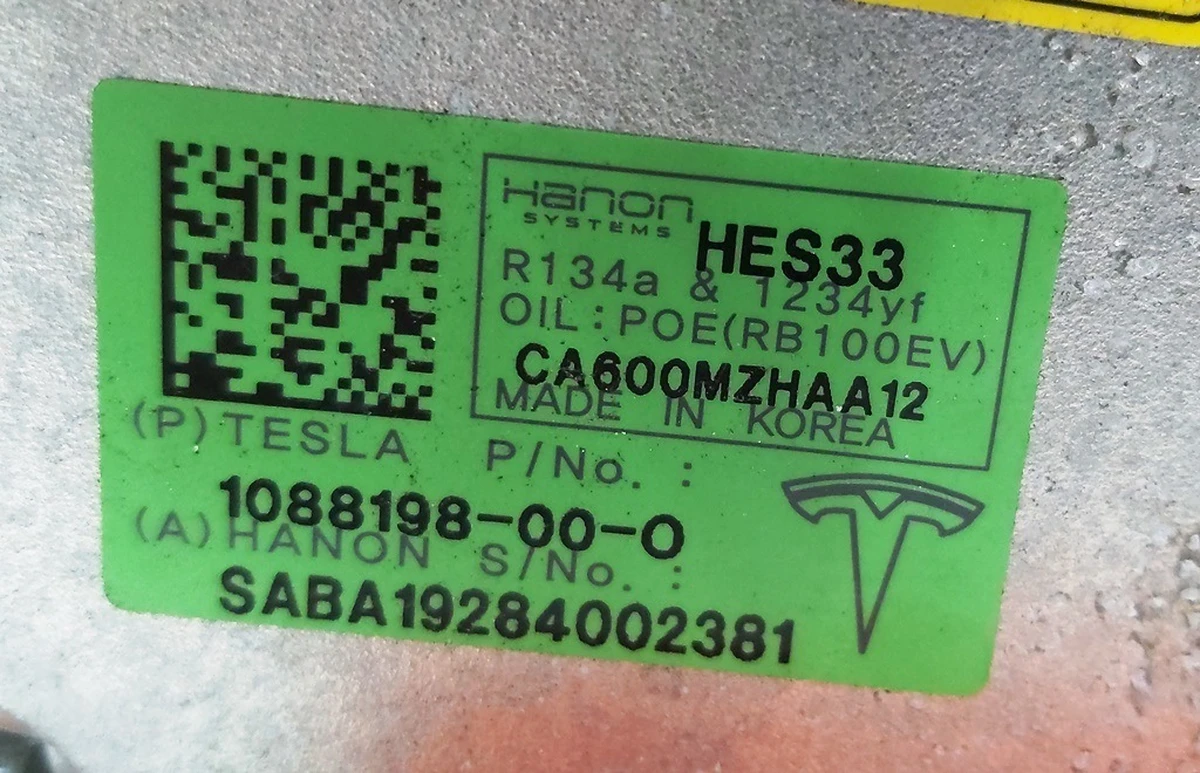 Hanon
SYSTEMS
HES33
R134a & 1234yf
OIL : POE(RB100EV)
CA600MZHAA12
MADE IN KOREA
(P) TESLA P/No. :
1088198-00-O
(A) HANON S/No. :
SABA19284002381